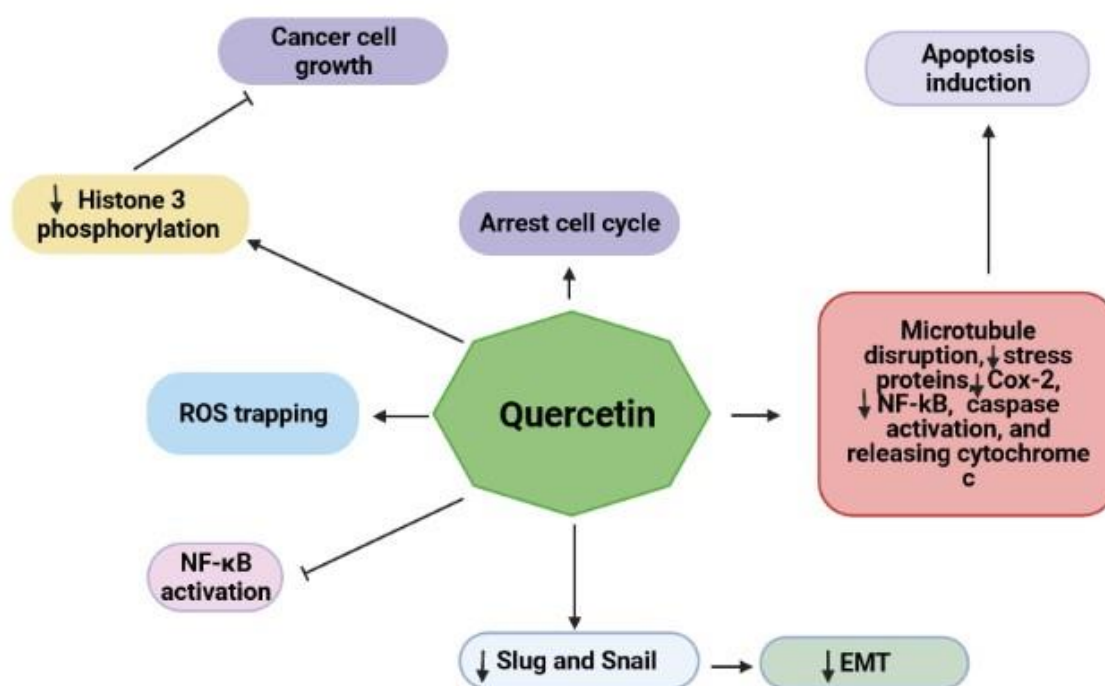 Cancer cell
growth
Apoptosis
induction
↓ Histone 3
phosphorylation
Arrest cell cycle
Microtubule
disruption,↓stress
proteins,↓Cox-2,
↓NF-kB, caspase
activation, and
releasing cytochrome
c
ROS trapping
Quercetin
NF-κB
activation
↓ Slug and Snail
↓EMT